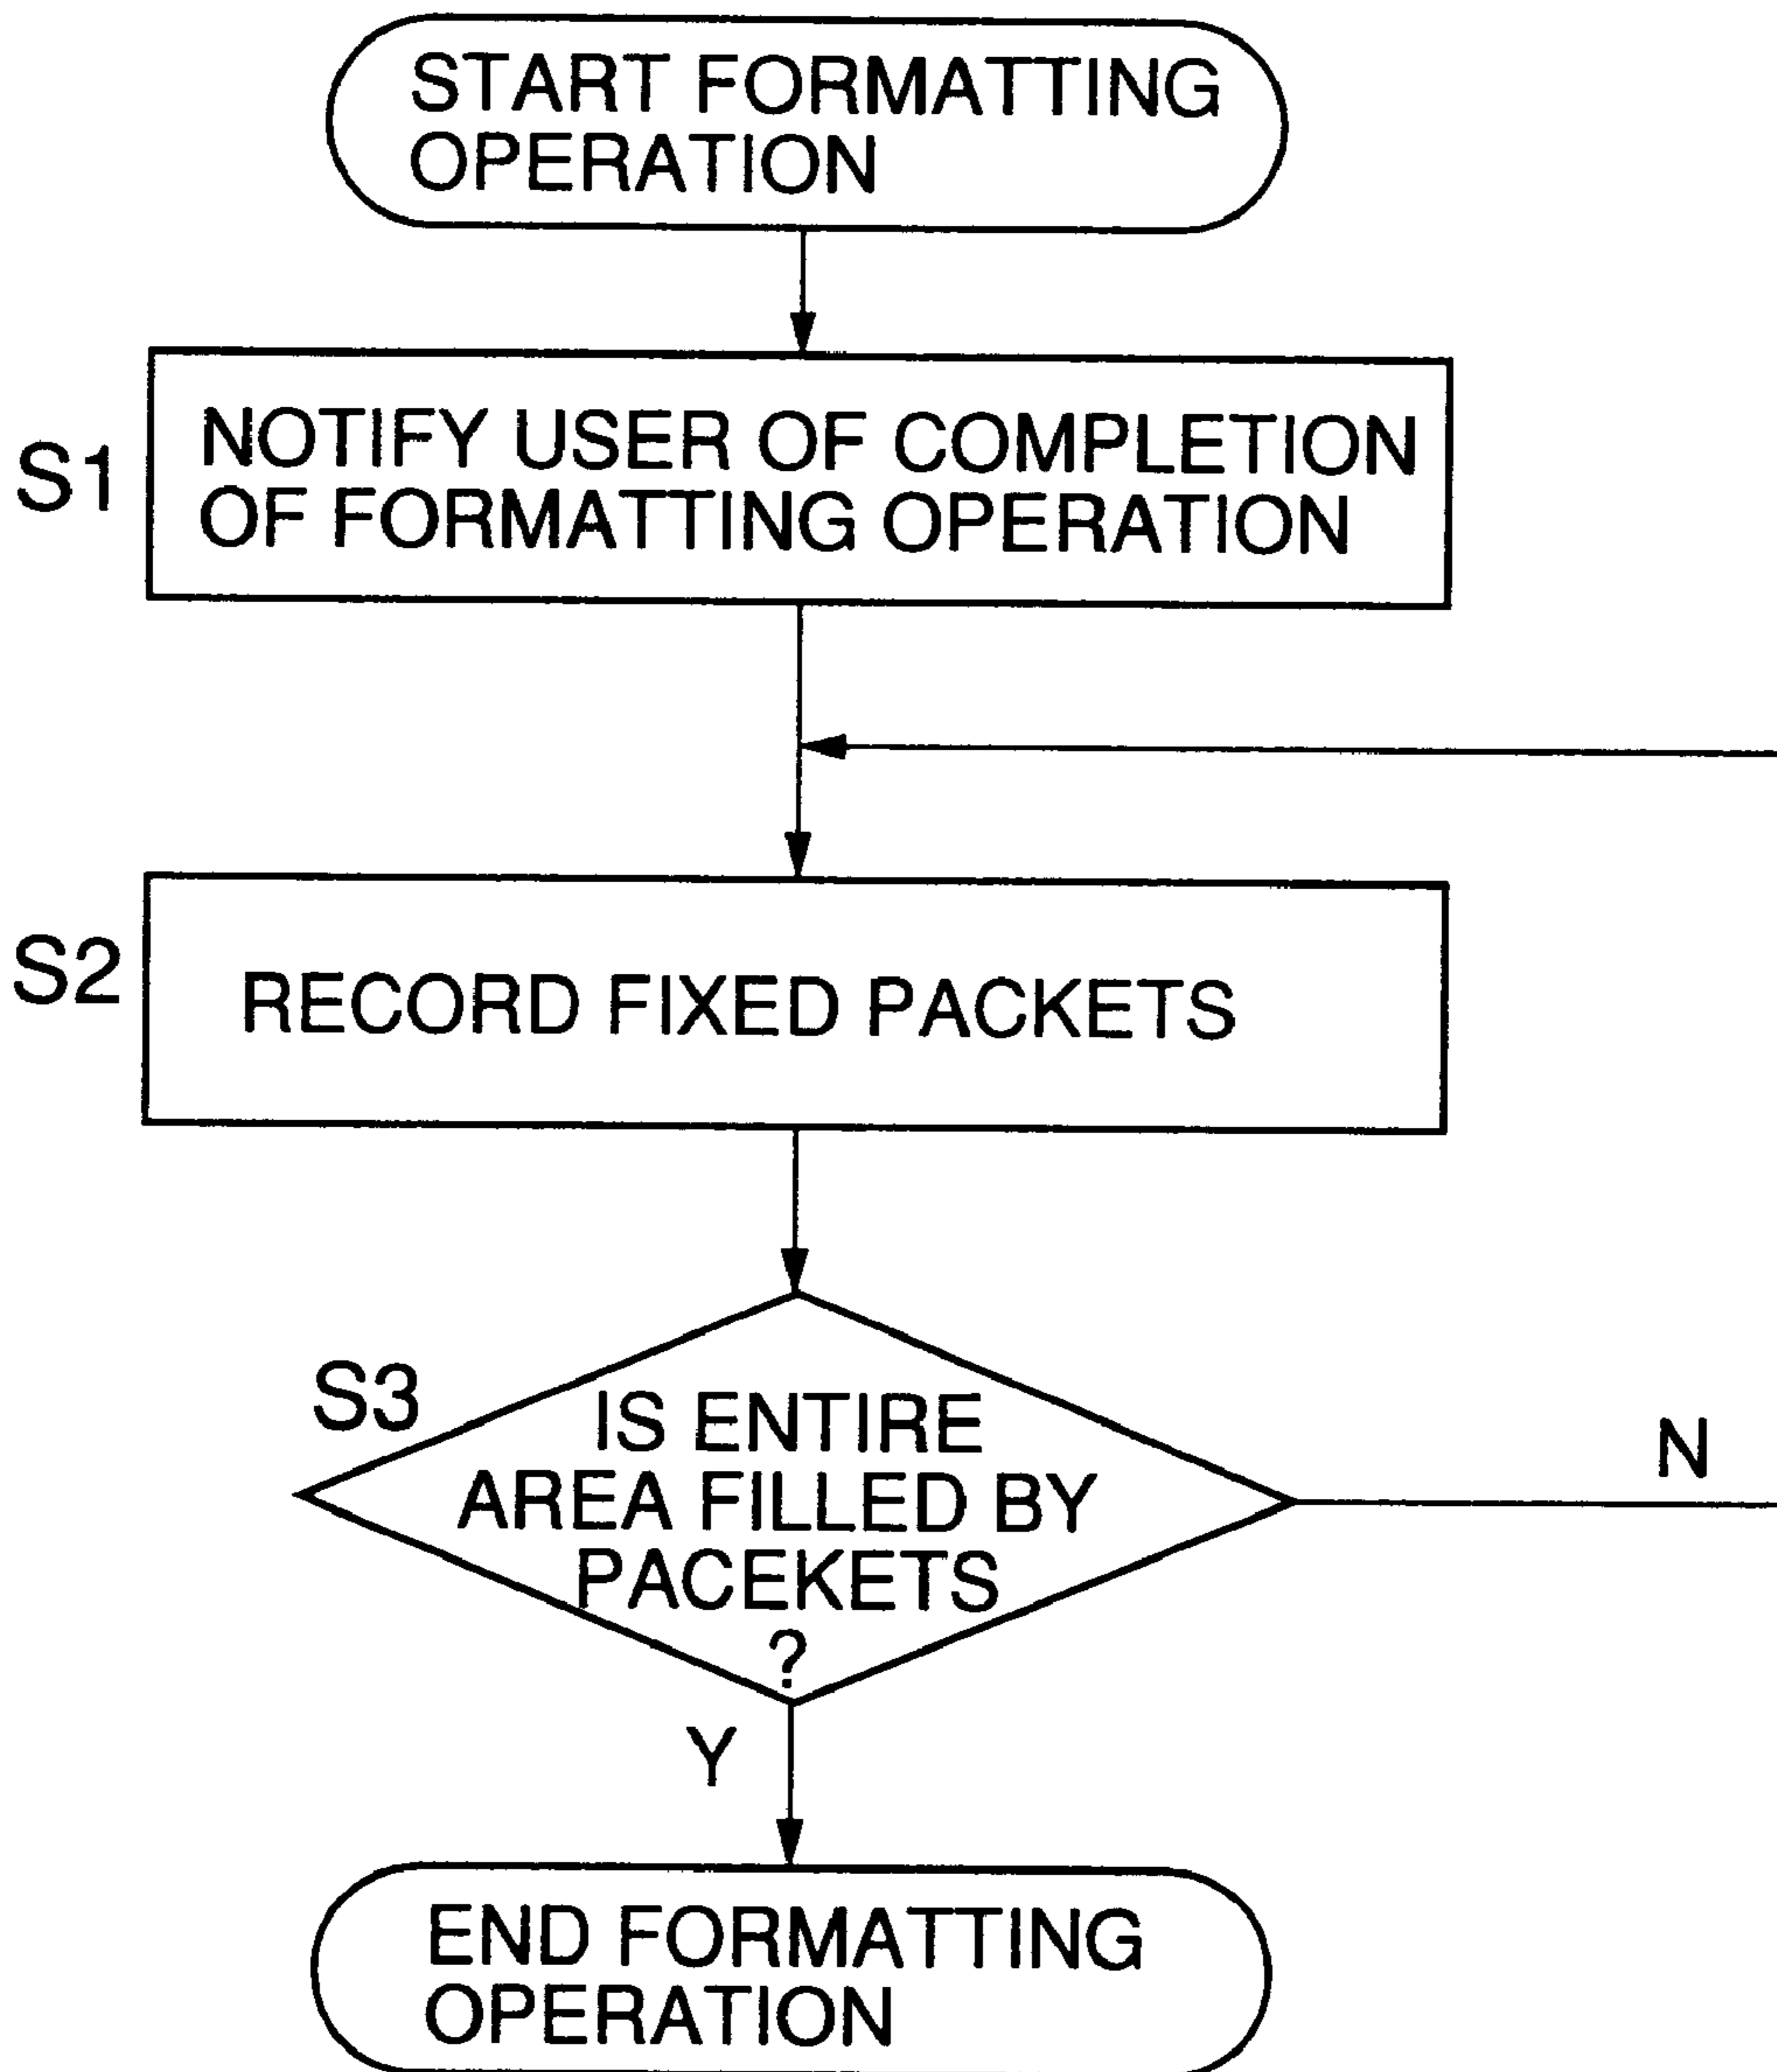 START FORMATTING
OPERATION
S1
NOTIFY USER OF COMPLETION
OF FORMATTING OPERATION
S2
RECORD FIXED PACKETS
S3
IS ENTIRE
AREA FILLED BY
PACEKETS
?
N
Y
END FORMATTING
OPERATION